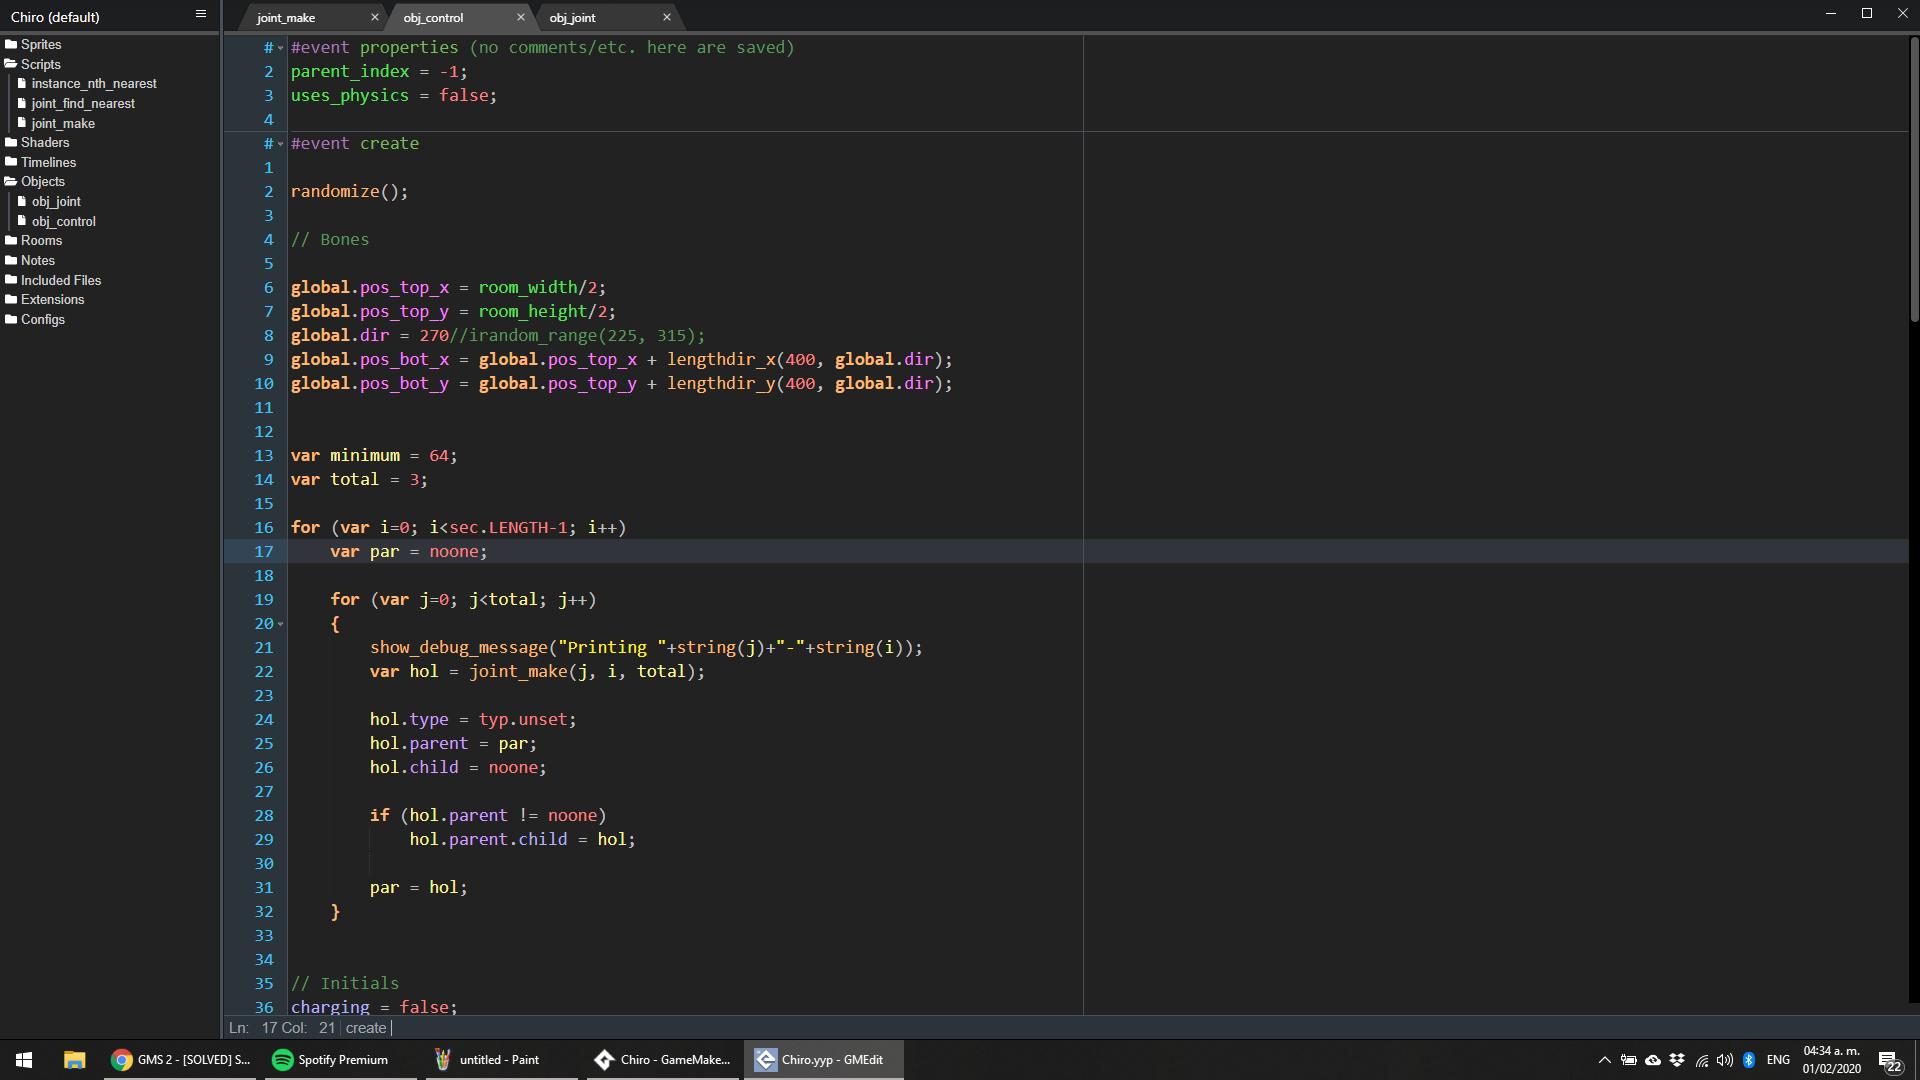 Chiro (default)
joint_make
obj_control
obj_joint
Sprites
Scripts
instance_nth_nearest
joint_find_nearest
joint_make
Shaders
Timelines
Objects
obj_joint
obj_control
Rooms
Notes
Included Files
Extensions
Configs
# #event properties (no comments/etc. here are saved)
2 parent_index = -1;
3 uses_physics = false;
4
# #event create
1
2 randomize();
3
4 // Bones
5
6 global.pos_top_x = room_width/2;
7 global.pos_top_y = room_height/2;
8 global.dir = 270//irandom_range(225, 315);
9 global.pos_bot_x = global.pos_top_x + lengthdir_x(400, global.dir);
10 global.pos_bot_y = global.pos_top_y + lengthdir_y(400, global.dir);
11
12
13 var minimum = 64;
14 var total = 3;
15
16 for (var i=0; i<sec.LENGTH-1; i++)
17 var par = noone;
18
19 for (var j=0; j<total; j++)
20 {
21 show_debug_message("Printing "+string(j)+"-"+string(i));
22 var hol = joint_make(j, i, total);
23
24 hol.type = typ.unset;
25 hol.parent = par;
26 hol.child = noone;
27
28 if (hol.parent != noone)
29 hol.parent.child = hol;
30
31 par = hol;
32 }
33
34
35 // Initials
36 charging = false;
Ln: 17 Col: 21 create
GMS 2 - [SOLVED] S...
Spotify Premium
untitled - Paint
Chiro - GameMake...
Chiro.yyp - GMEdit
ENG
04:34 a. m.
01/02/2020
22